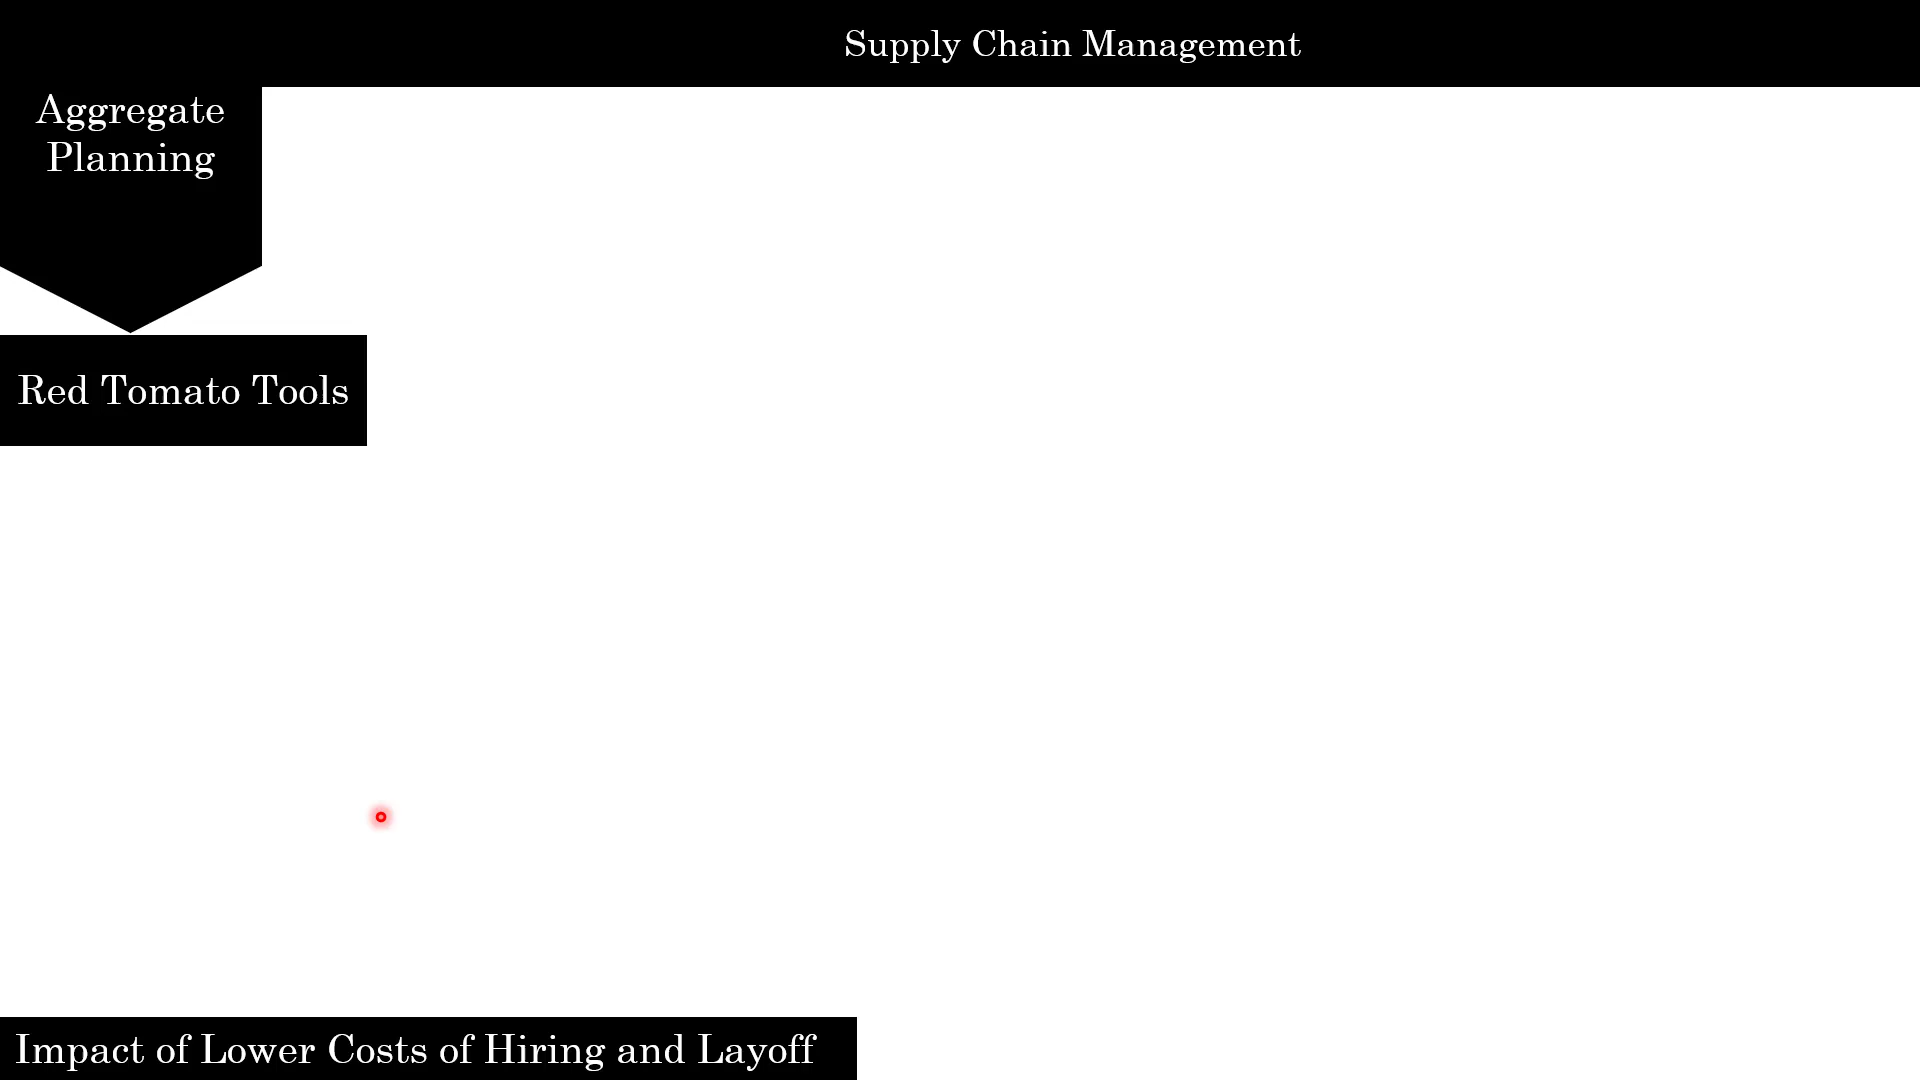 Supply Chain Management
Aggregate
Planning
Red Tomato Tools
Impact of Lower Costs of Hiring and Layoff